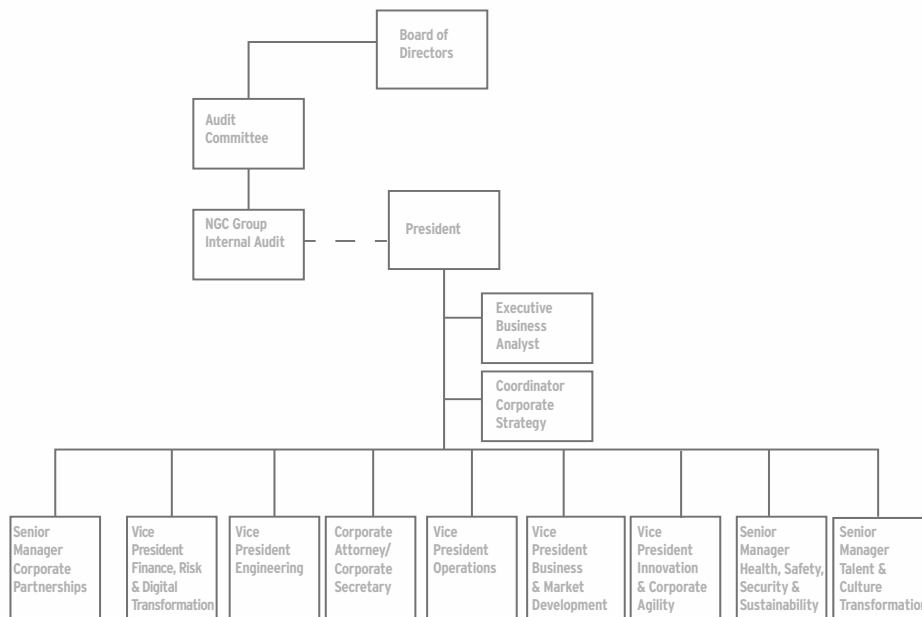 Board of
Directors
Audit
Committee
NGC Group
Internal Audit
President
Executive
Business
Analyst
Coordinator
Corporate
Strategy
Senior
Manager
Corporate
Partnerships
Vice
President
Finance, Risk
& Digital
Transformation
Vice
President
Engineering
Corporate
Attorney/
Corporate
Secretary
Vice
President
Operations
Vice
President
Business
& Market
Development
Vice
President
Innovation
& Corporate
Agility
Senior
Manager
Health, Safety,
Security &
Sustainability
Senior
Manager
Talent &
Culture
Transformation